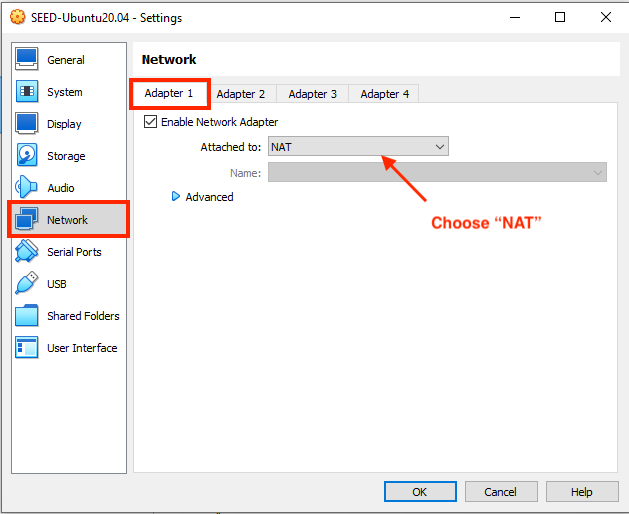 SEED-Ubuntu20.04 - Settings
General
System
Display
Storage
Audio
Network
Serial Ports
USB
Shared Folders
User Interface
Network
Adapter 1 Adapter 2 Adapter 3 Adapter 4
Enable Network Adapter
Attached to: NAT
Name:
Advanced
Choose “NAT”
OK Cancel Help